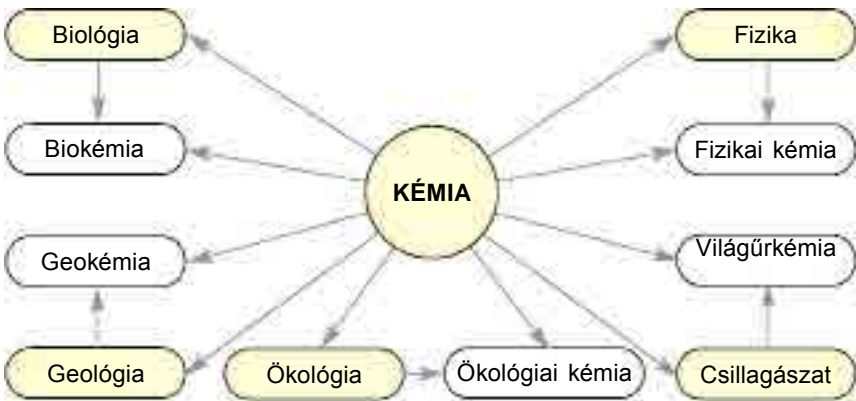 Biológia
Fizika
Biokémia
Fizikai kémia
KÉMIA
Geokémia
Világűrkémia
Geológia
Ökológia
Ökológiai kémia
Csillagászat